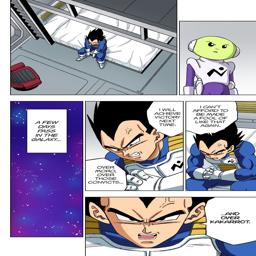 I WILL
ACHIEVE
VICTORY
NEXT
TIME.
I CAN'T
AFFORD TO
BE MADE
A FOOL OF
LIKE THAT
AGAIN.
A FEW
DAYS
PASS
IN THE
GALAXY...
OVER
MORO,
OVER
THOSE
CONVICTS...
...AND
OVER
KAKAROT.